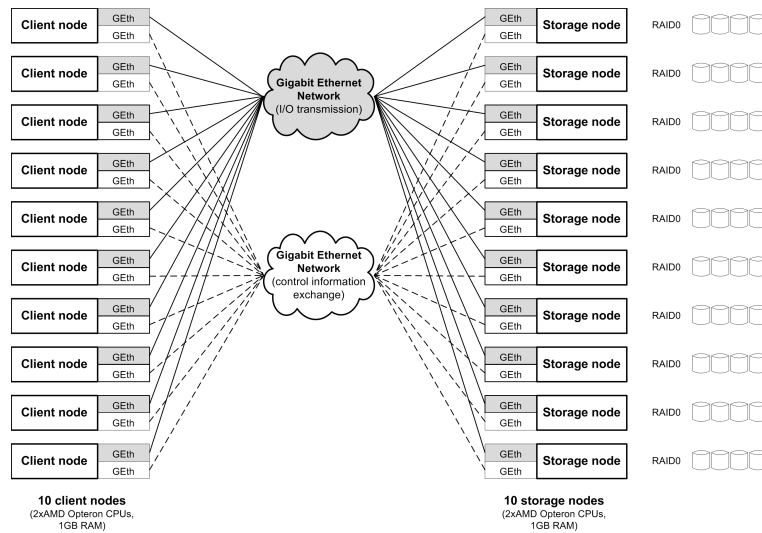 Client node GEth GEth GEth GEth Storage node RAID0
Client node GEth GEth GEth GEth Storage node RAID0
Gigabit Ethernet
Network
(I/O transmission)
Client node GEth GEth GEth GEth Storage node RAID0
Client node GEth GEth GEth GEth Storage node RAID0
Client node GEth GEth GEth GEth Storage node RAID0
Gigabit Ethernet
Network
(control information
exchange)
Client node GEth GEth GEth GEth Storage node RAID0
Client node GEth GEth GEth GEth Storage node RAID0
Client node GEth GEth GEth GEth Storage node RAID0
Client node GEth GEth GEth GEth Storage node RAID0
Client node GEth GEth GEth GEth Storage node RAID0
10 client nodes
(2xAMD Opteron CPUs,
1GB RAM)
10 storage nodes
(2xAMD Opteron CPUs,
1GB RAM)